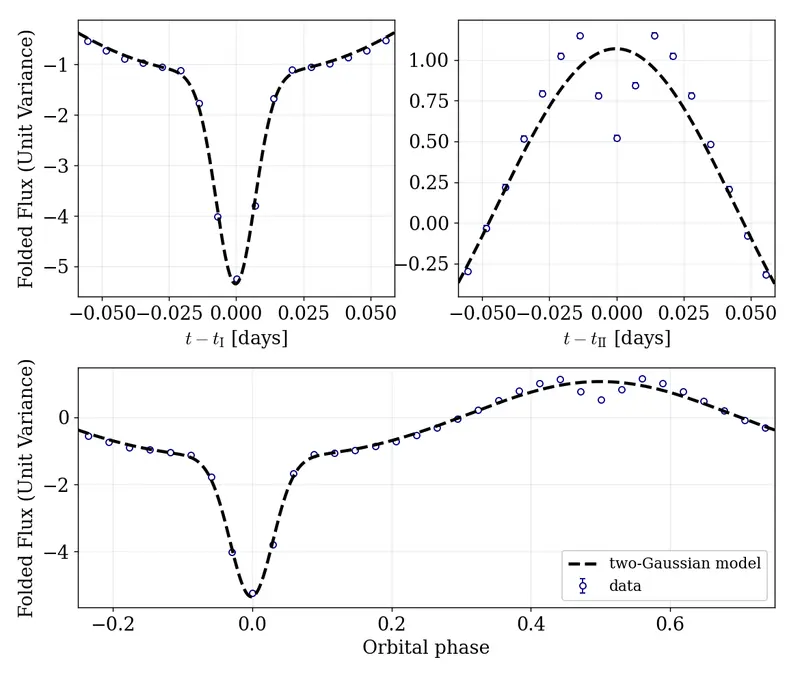 Folded Flux (Unit Variance)
−1
−2
−3
−4
−5
−0.050 −0.025 0.000 0.025 0.050
t − t_I [days]
1.00
0.75
0.50
0.25
0.00
−0.25
−0.050 −0.025 0.000 0.025 0.050
t − t_II [days]
Folded Flux (Unit Variance)
0
−2
−4
two-Gaussian model
data
−0.2 0.0 0.2 0.4 0.6
Orbital phase